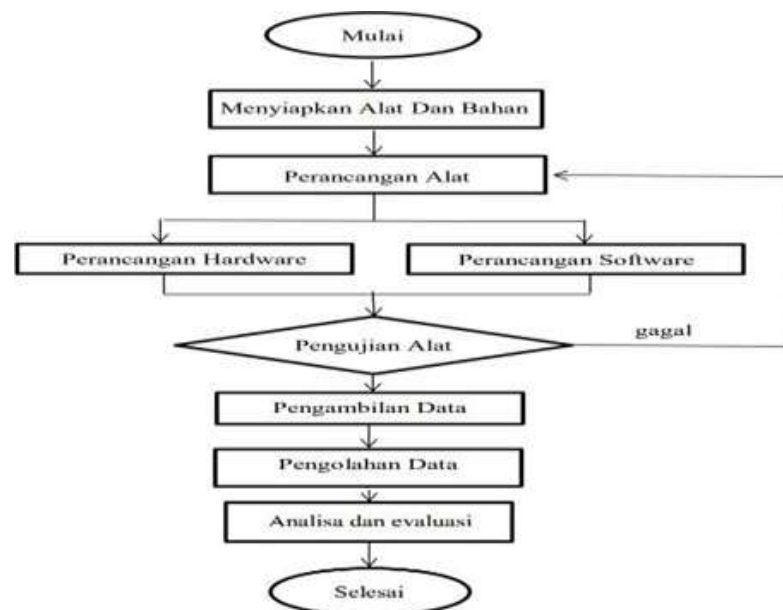 Mulai
Menyiapkan Alat Dan Bahan
Perancangan Alat
Perancangan Hardware
Perancangan Software
Pengujian Alat
gagal
Pengambilan Data
Pengolahan Data
Analisa dan evaluasi
Selesai